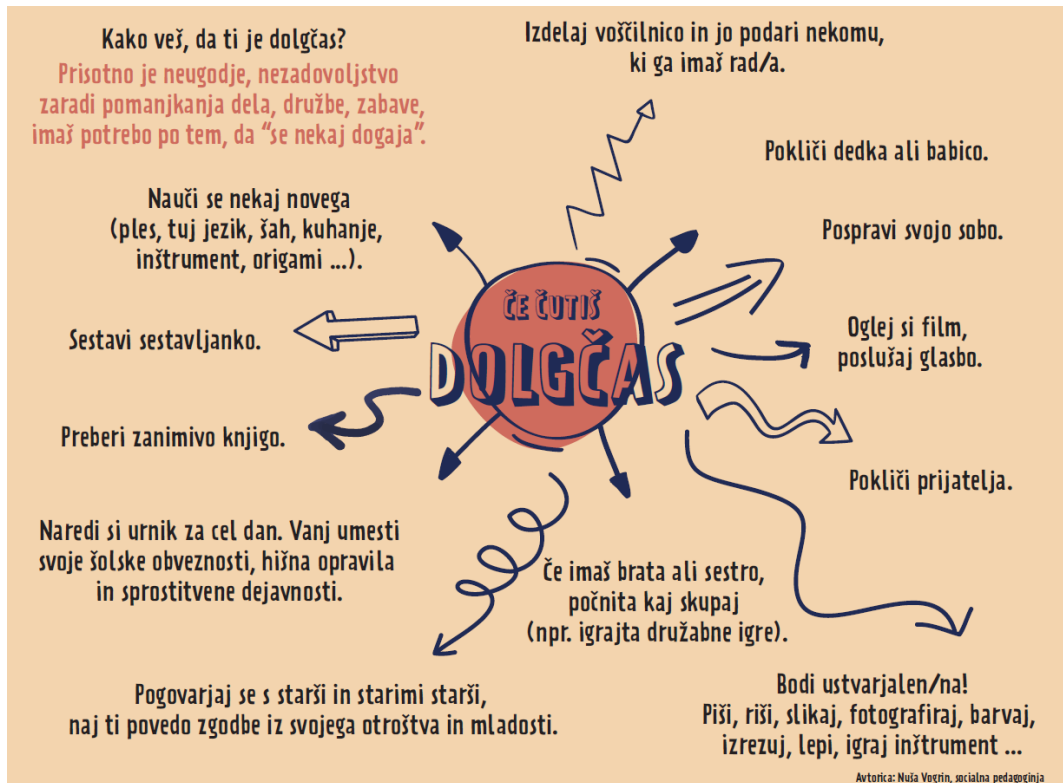 Kako veš, da ti je dolgčas?
Prisotno je neugodje, nezadovoljstvo
zaradi pomanjkanja dela, družbe, zabave,
imaš potrebo po tem, da “se nekaj dogaja”.
Izdelaj voščilnico in jo podari nekomu,
ki ga imaš rad/a.
Pokliči dedka ali babico.
Nauči se nekaj novega
(ples, tuj jezik, šah, kuhanje,
inštrument, origami ...).
Pospravi svojo sobo.
ČE ČUTIŠ
DOLGČAS
Sestavi sestavljanko.
Oglej si film,
poslušaj glasbo.
Preberi zanimivo knjigo.
Pokliči prijatelja.
Naredi si urnik za cel dan. Vanj umesti
svoje šolske obveznosti, hišna opravila
in sprostitvene dejavnosti.
Če imaš brata ali sestro,
počnita kaj skupaj
(npr. igrajta družabne igre).
Pogovarjaj se s starši in starimi starši,
naj ti povedo zgodbe iz svojega otroštva in mladosti.
Bodi ustvarjalen/na!
Piši, riši, slikaj, fotografiraj, barvaj,
izrezuj, lepi, igraj inštrument ...
Avtorica: Nuša Vogrin, socialna pedagoginja